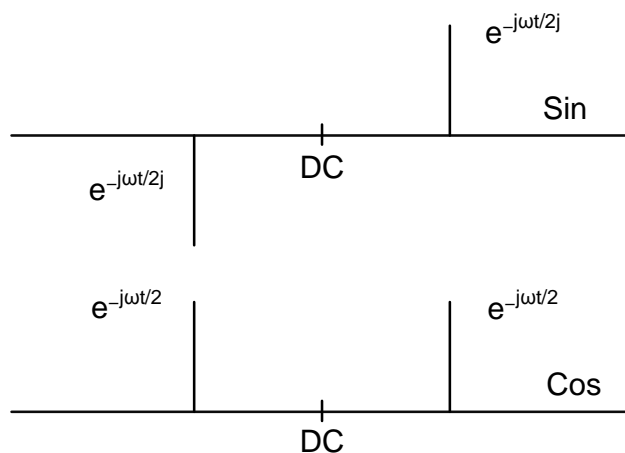 e–jωt/2j
Sin
DC
e–jωt/2j
e–jωt/2
e–jωt/2
Cos
DC